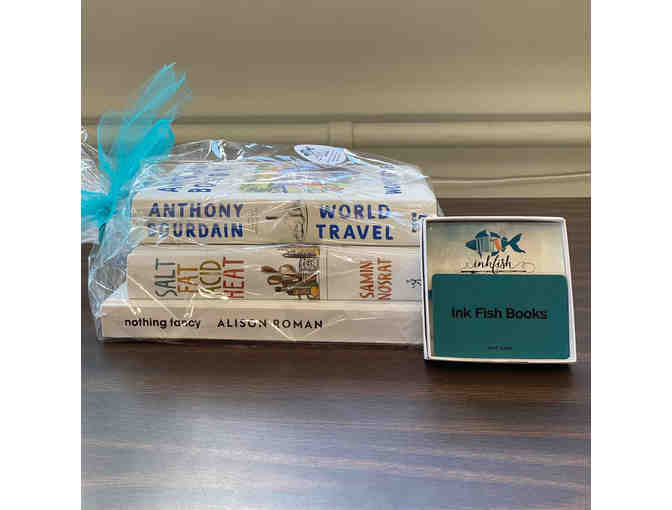 ANTHONY
BOURDAIN
WORLD
TRAVEL
SALT
FAT
ACID
HEAT
SAMIN
NOSRAT
nothing fancy ALISON ROMAN
inkfish
Ink Fish Books